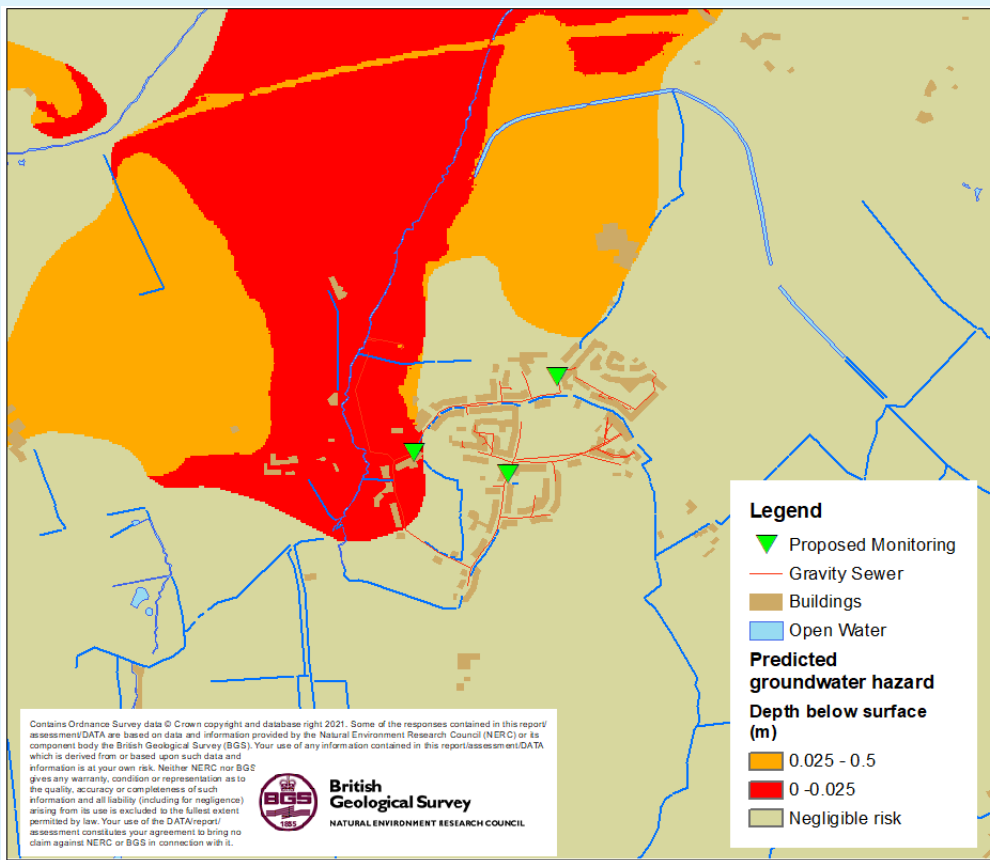 Legend
Proposed Monitoring
Gravity Sewer
Buildings
Open Water
Predicted
groundwater hazard
Depth below surface
(m)
0.025 - 0.5
0 -0.025
Negligible risk
Contains Ordnance Survey data © Crown copyright and database right 2021. Some of the responses contained in this report/
assessment/DATA are based on data and information provided by the Natural Environment Research Council (NERC) or its
component body the British Geological Survey (BGS). Your use of any information contained in this report/assessment/DATA
which is derived from or based upon such data and
information is at your own risk. Neither NERC nor BGS
gives any warranty, condition or representation as to
the quality, accuracy or completeness of such
information and all liability (including for negligence)
arising from its use is excluded to the fullest extent
permitted by law. Your use of the DATA/report/
assessment constitutes your agreement to bring no
claim against NERC or BGS in connection with it.
BGS
1835
British
Geological Survey
NATURAL ENVIRONMENT RESEARCH COUNCIL